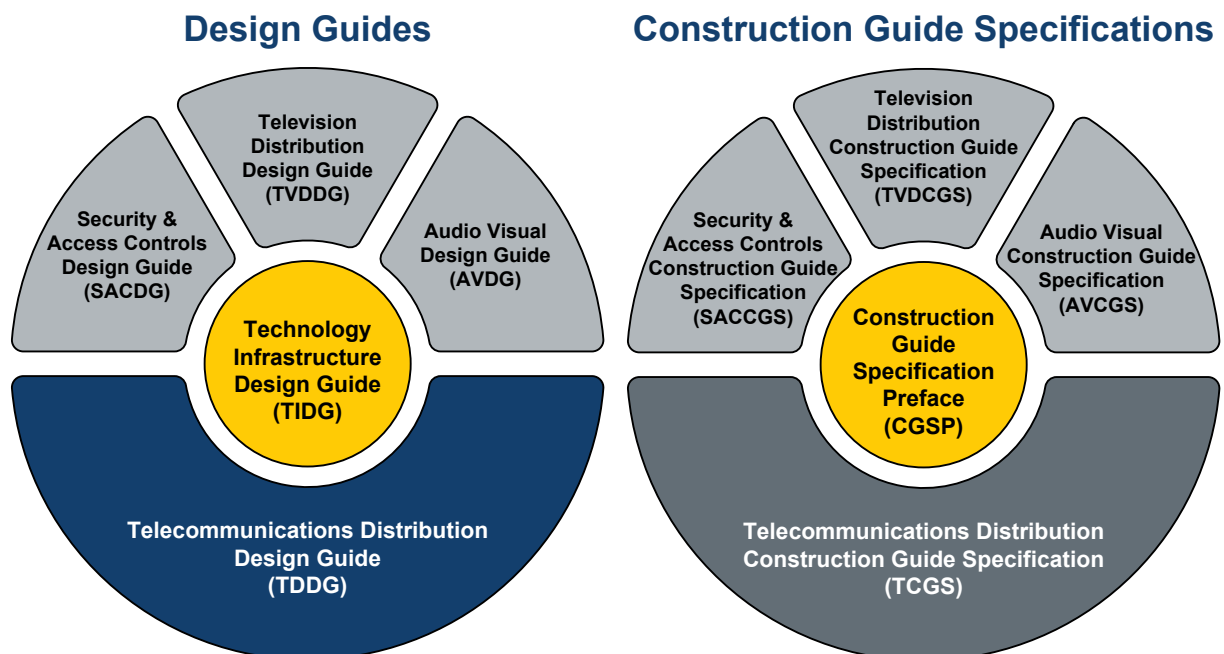 Design Guides
Television
Distribution
Design Guide
(TVDDG)
Security &
Access Controls
Design Guide
(SACDG)
Audio Visual
Design Guide
(AVDG)
Technology
Infrastructure
Design Guide
(TIDG)
Telecommunications Distribution
Design Guide
(TDDG)
Construction Guide Specifications
Television
Distribution
Construction Guide
Specification
(TVDCGS)
Security &
Access Controls
Construction Guide
Specification
(SACCGS)
Audio Visual
Construction Guide
Specification
(AVCGS)
Construction
Guide
Specification
Preface
(CGSP)
Telecommunications Distribution
Construction Guide Specification
(TCGS)